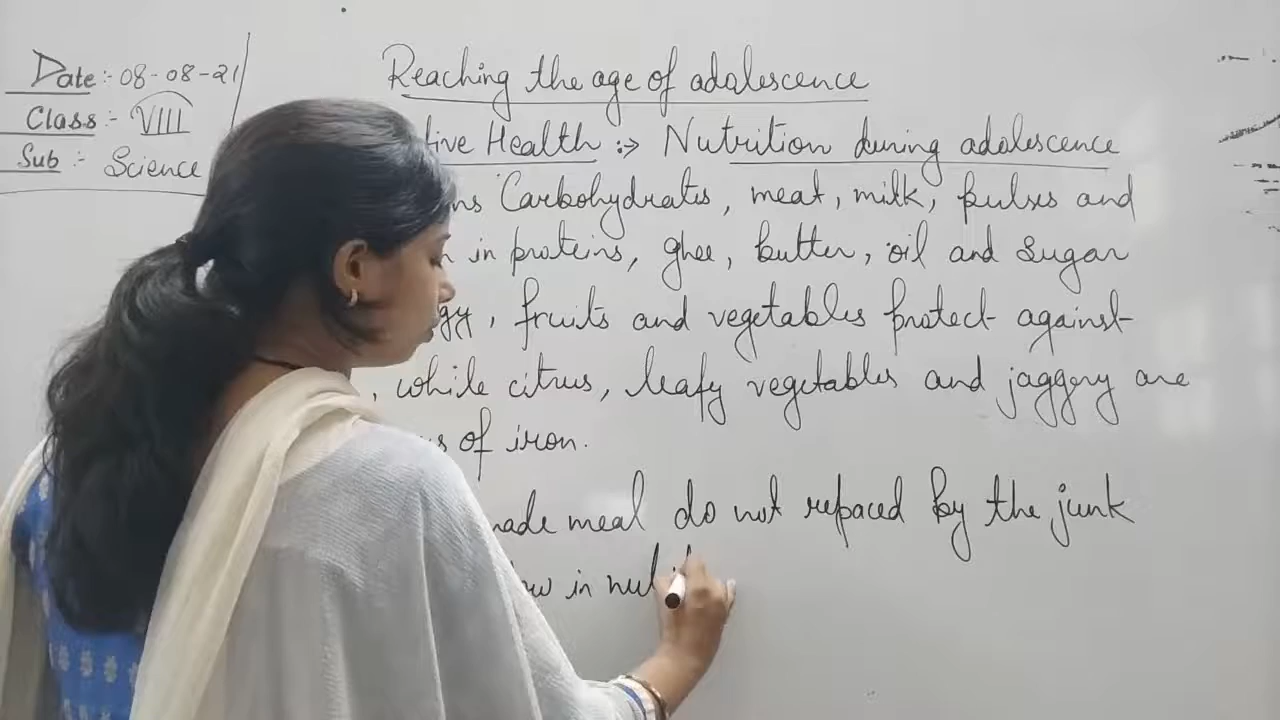 Date :- 08-08-21
Class :- VIII
Sub :- Science
Reaching the age of adolescence
tive Health :-> Nutrition during adolescence
ns Carbohydrates, meat, milk, pulses and
in proteins, ghee, butter, oil and sugar
gy, fruits and vegetables protect against
, while citrus, leafy vegetables and jaggery are
s of iron.
made meal do not repaced by the junk
w in nut